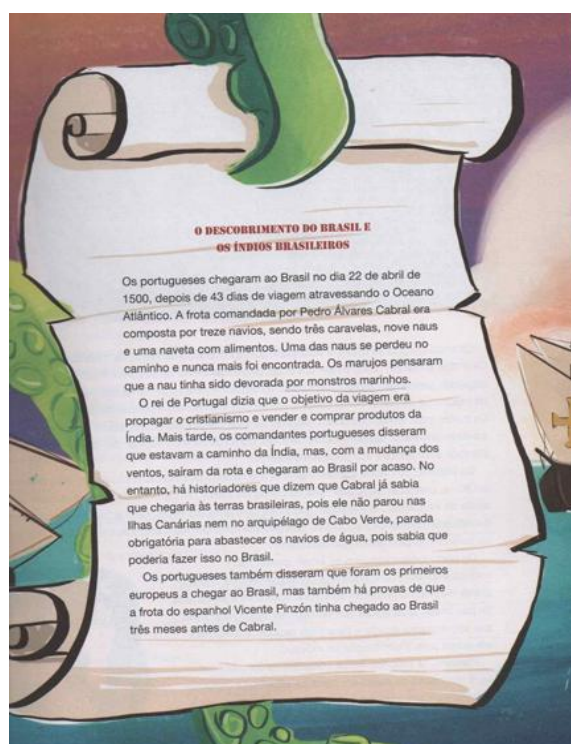 O DESCOBRIMENTO DO BRASIL E
OS ÍNDIOS BRASILEIROS
Os portugueses chegaram ao Brasil no dia 22 de abril de
1500, depois de 43 dias de viagem atravessando o Oceano
Atlântico. A frota comandada por Pedro Álvares Cabral era
composta por treze navios, sendo três caravelas, nove naus
e uma naveta com alimentos. Uma das naus se perdeu no
caminho e nunca mais foi encontrada. Os marujos pensaram
que a nau tinha sido devorada por monstros marinhos.
O rei de Portugal dizia que o objetivo da viagem era
propagar o cristianismo e vender e comprar produtos da
Índia. Mais tarde, os comandantes portugueses disseram
que estavam a caminho da Índia, mas, com a mudança dos
ventos, saíram da rota e chegaram ao Brasil por acaso. No
entanto, há historiadores que dizem que Cabral já sabia
que chegaria às terras brasileiras, pois ele não parou nas
Ilhas Canárias nem no arquipélago de Cabo Verde, parada
obrigatória para abastecer os navios de água, pois sabia que
poderia fazer isso no Brasil.
Os portugueses também disseram que foram os primeiros
europeus a chegar ao Brasil, mas também há provas de que
a frota do espanhol Vicente Pinzón tinha chegado ao Brasil
três meses antes de Cabral.